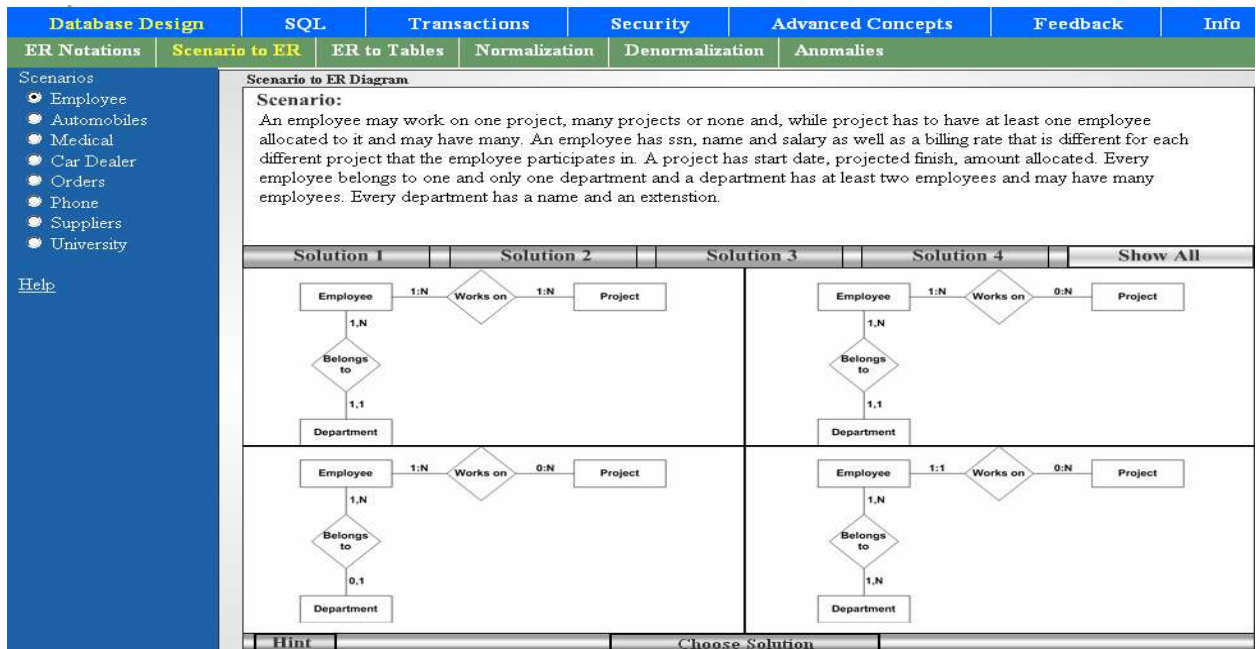 Database Design SQL Transactions Security Advanced Concepts Feedback Info
ER Notations Scenario to ER ER to Tables Normalization Denormalization Anomalies
Scenarios
Employee
Automobiles
Medical
Car Dealer
Orders
Phone
Suppliers
University
Help
Scenario to ER Diagram
Scenario:
An employee may work on one project, many projects or none and, while project has to have at least one employee
allocated to it and may have many. An employee has ssn, name and salary as well as a billing rate that is different for each
different project that the employee participates in. A project has start date, projected finish, amount allocated. Every
employee belongs to one and only one department and a department has at least two employees and may have many
employees. Every department has a name and an extenstion.
Solution 1 Solution 2 Solution 3 Solution 4 Show All
Employee 1:N Works on 1:N Project
1,N
Belongs
to
1,1
Department
Employee 1:N Works on 0:N Project
1,N
Belongs
to
1,1
Department
Employee 1:N Works on 0:N Project
1,N
Belongs
to
0,1
Department
Employee 1:1 Works on 0:N Project
1,N
Belongs
to
1,N
Department
Hint Choose Solution